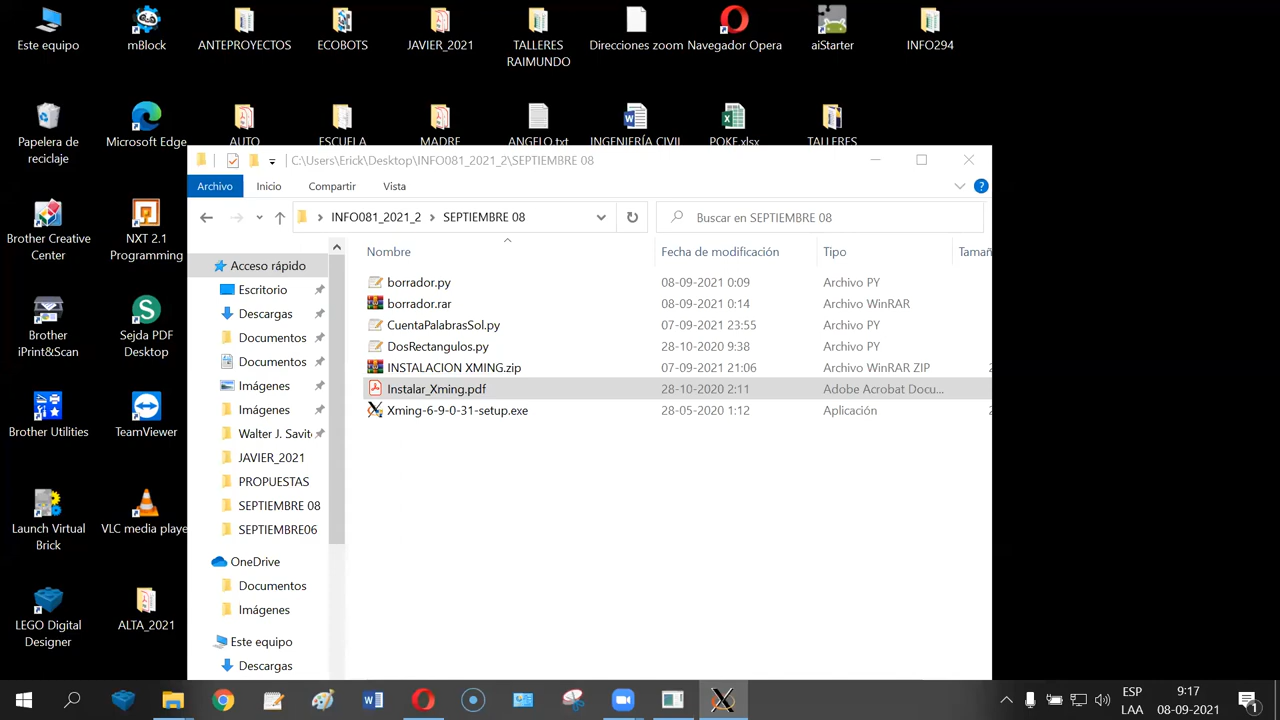 Este equipo
mBlock
ANTEPROYECTOS
ECOBOTS
JAVIER_2021
TALLERES
RAIMUNDO
Direcciones zoom
Navegador Opera
aiStarter
INFO294
Papelera de
reciclaje
Microsoft Edge
AUTO
ESCUELA
MADRE
ANGELO.txt
INGENIERÍA CIVIL
POKE.xlsx
TALLERES
Brother Creative
Center
NXT 2.1
Programming
Brother
iPrint&Scan
Sejda PDF
Desktop
Brother Utilities
TeamViewer
Launch Virtual
Brick
VLC media playe
LEGO Digital
Designer
ALTA_2021
C:\Users\Erick\Desktop\INFO081_2021_2\SEPTIEMBRE 08
Archivo
Inicio
Compartir
Vista
INFO081_2021_2
SEPTIEMBRE 08
Buscar en SEPTIEMBRE 08
Acceso rápido
Escritorio
Descargas
Documentos
Documentos
Imágenes
Imágenes
Walter J. Savit
JAVIER_2021
PROPUESTAS
SEPTIEMBRE 08
SEPTIEMBRE06
OneDrive
Documentos
Imágenes
Este equipo
Descargas
Nombre Fecha de modificación Tipo Tamañ
borrador.py 08-09-2021 0:09 Archivo PY
borrador.rar 08-09-2021 0:14 Archivo WinRAR
CuentaPalabrasSol.py 07-09-2021 23:55 Archivo PY
DosRectangulos.py 28-10-2020 9:38 Archivo PY
INSTALACION XMING.zip 07-09-2021 21:06 Archivo WinRAR ZIP 2
Instalar_Xming.pdf 28-10-2020 2:11 Adobe Acrobat Docu...
Xming-6-9-0-31-setup.exe 28-05-2020 1:12 Aplicación 2
ESP
LAA
9:17
08-09-2021
1